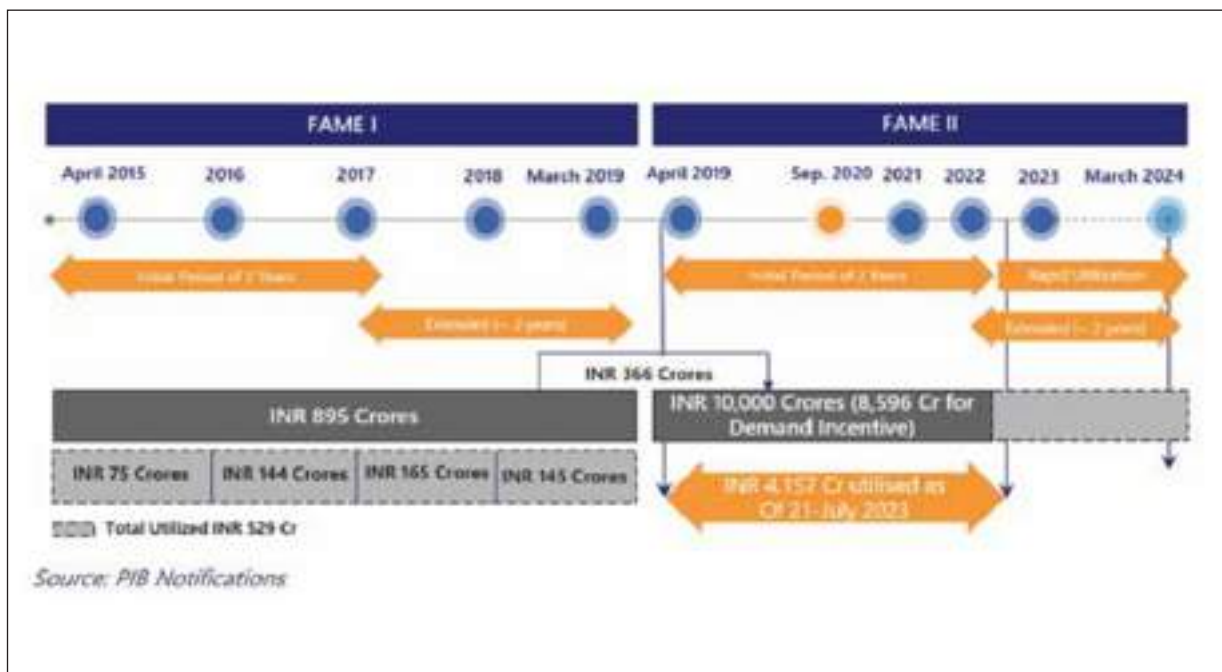 FAME I
FAME II
April 2015
2016
2017
2018
March 2019
April 2019
Sep. 2020
2021
2022
2023
March 2024
Initial Period of 2 Years
Initial Period of 2 Years
Rapid Utilization
Extended (~ 2 years)
Extended (~ 2 years)
INR 366 Crores
INR 895 Crores
INR 10,000 Crores (8,596 Cr for
Demand Incentive)
INR 75 Crores
INR 144 Crores
INR 165 Crores
INR 145 Crores
INR 4,157 Cr utilised as
Of 21- July 2023
Total Utilized INR 529 Cr
Source: PIB Notifications